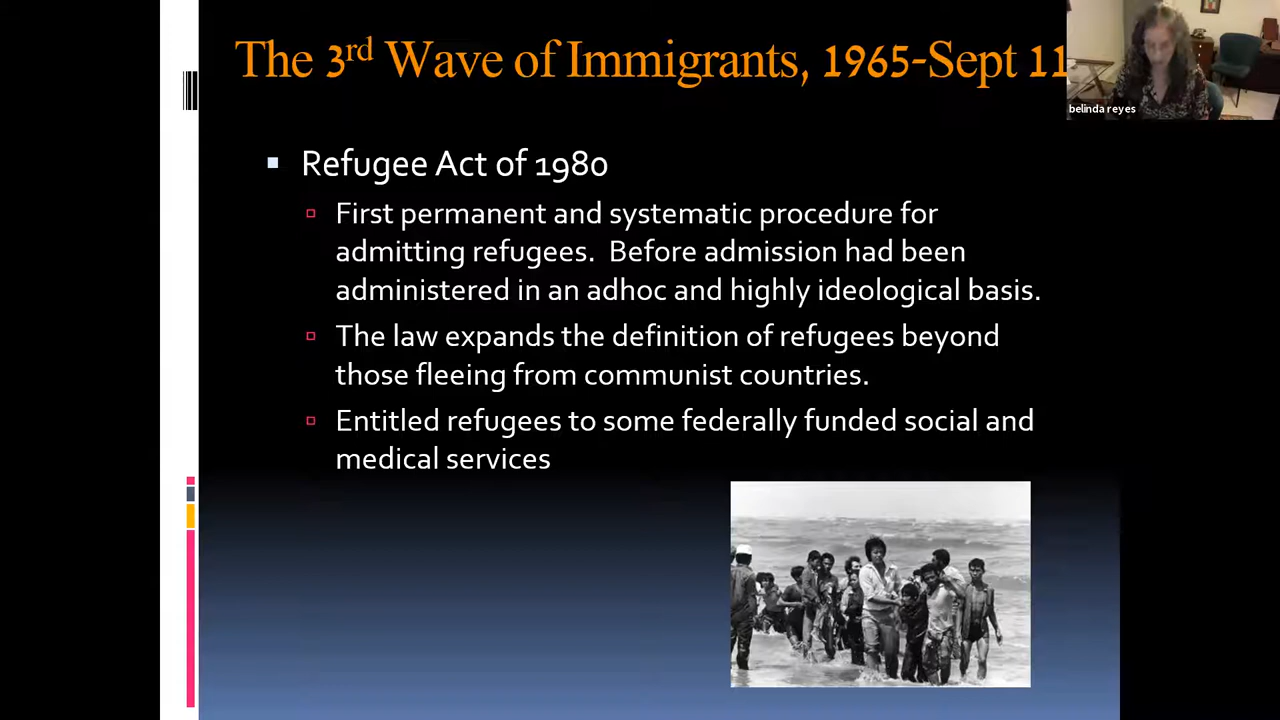 The 3rd Wave of Immigrants, 1965-Sept 11
belinda reyes
Refugee Act of 1980
First permanent and systematic procedure for
admitting refugees. Before admission had been
administered in an adhoc and highly ideological basis.
The law expands the definition of refugees beyond
those fleeing from communist countries.
Entitled refugees to some federally funded social and
medical services